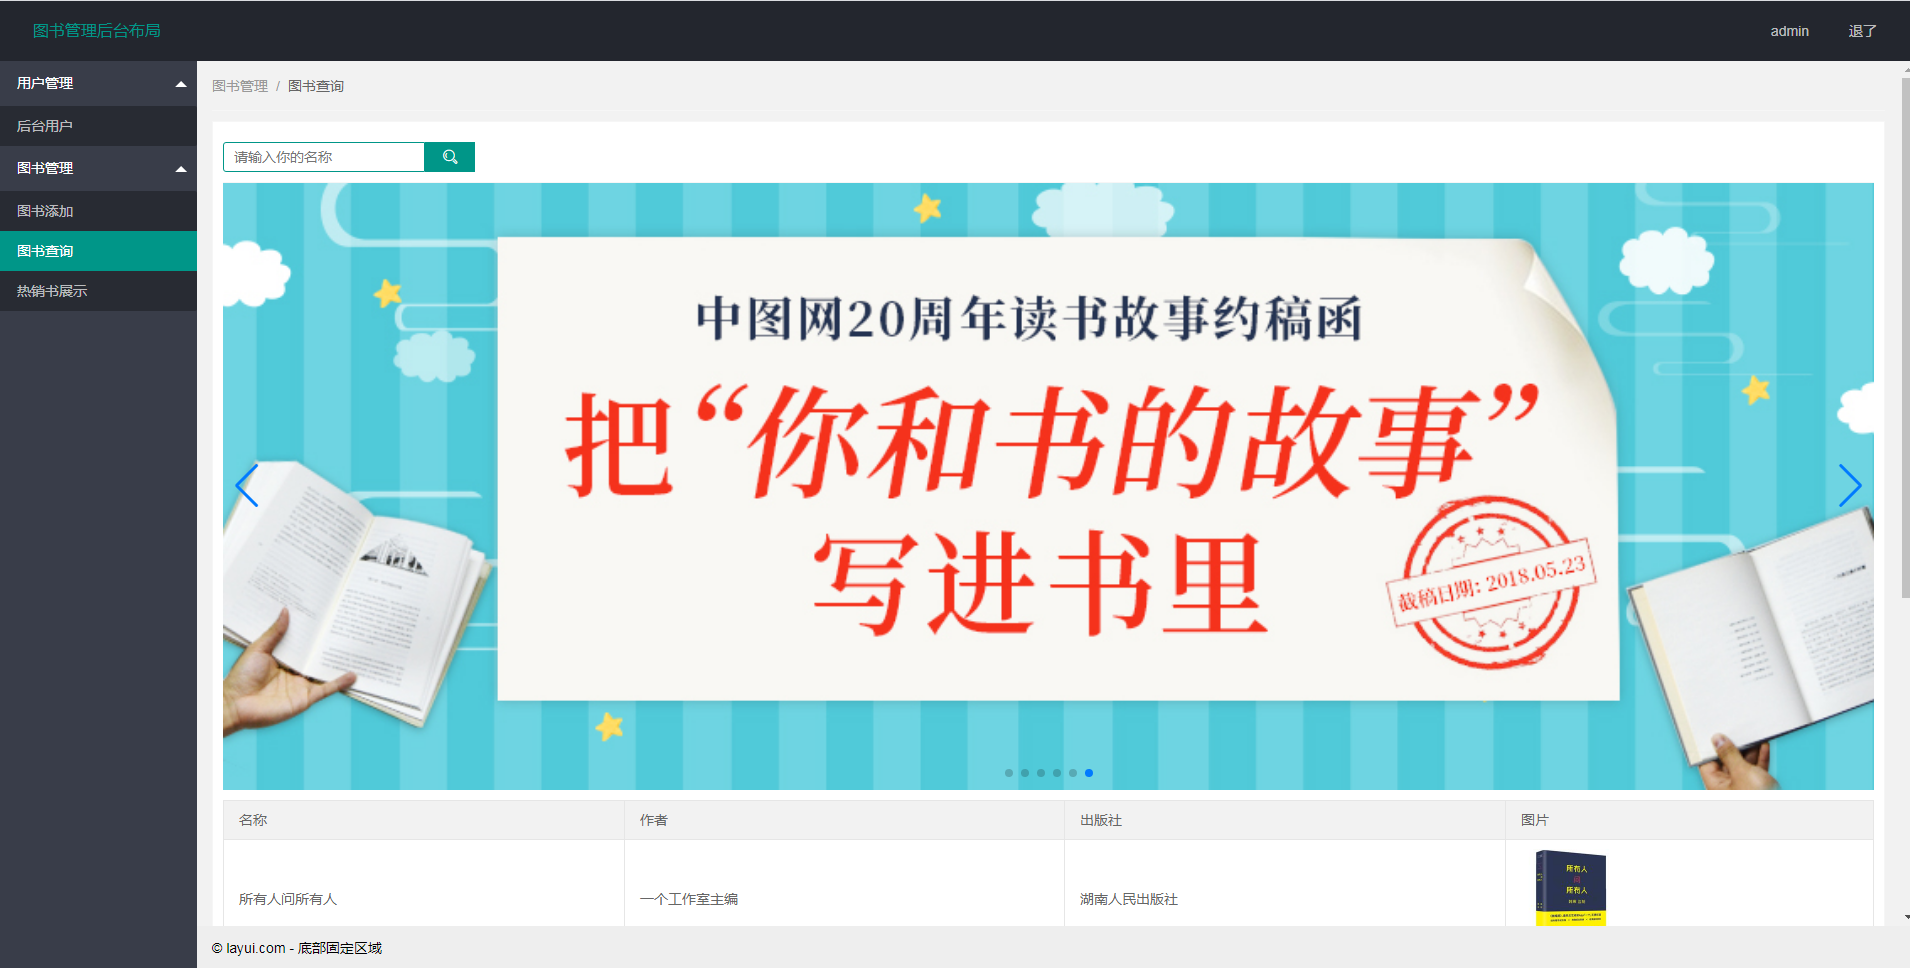 图书管理后台布局
admin 退了
用户管理
后台用户
图书管理
图书添加
图书查询
热销书展示
图书管理 / 图书查询
请输入你的名称
中图网20周年读书故事约稿函
把“你和书的故事”
写进书里
截稿日期: 2018.05.23
名称 作者 出版社 图片
所有人问所有人 一个工作室主编 湖南人民出版社
所有人
问
所有人
© layui.com - 底部固定区域